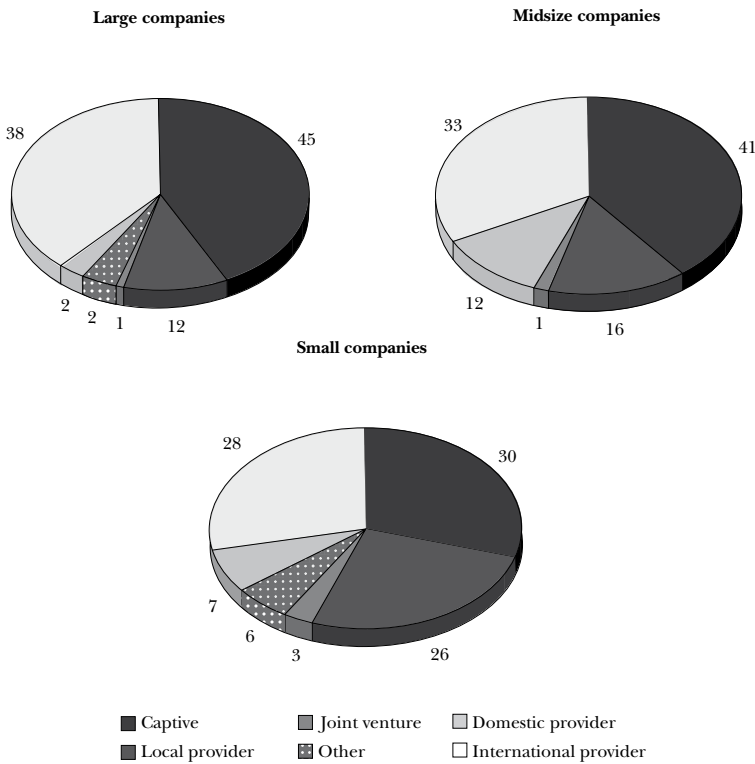 Large companies
Midsize companies
38
45
2
2
1
12
33
41
12
1
16
Small companies
28
30
7
6
3
26
Captive
Joint venture
Domestic provider
Local provider
Other
International provider